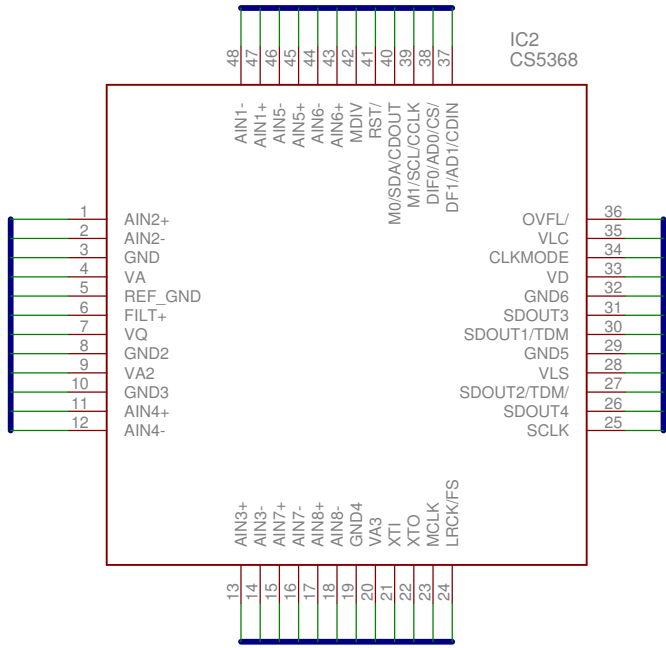 IC2
CS5368
48
47
46
45
44
43
42
41
40
39
38
37
AIN1-
AIN1+
AIN5-
AIN5+
AIN6-
AIN6+
MDIV
RST/
M0/SDA/CDOUT
M1/SCL/CCLK
DIF0/AD0/CS/
DF1/AD1/CDIN
1 AIN2+
2 AIN2-
3 GND
4 VA
5 REF_GND
6 FILT+
7 VQ
8 GND2
9 VA2
10 GND3
11 AIN4+
12 AIN4-
OVFL/ 36
VLC 35
CLKMODE 34
VD 33
GND6 32
SDOUT3 31
SDOUT1/TDM 30
GND5 29
VLS 28
SDOUT2/TDM/ 27
SDOUT4 26
SCLK 25
AIN3+
AIN3-
AIN7+
AIN7-
AIN8+
AIN8-
GND4
VA3
XTI
XTO
MCLK
LRCK/FS
13
14
15
16
17
18
19
20
21
22
23
24